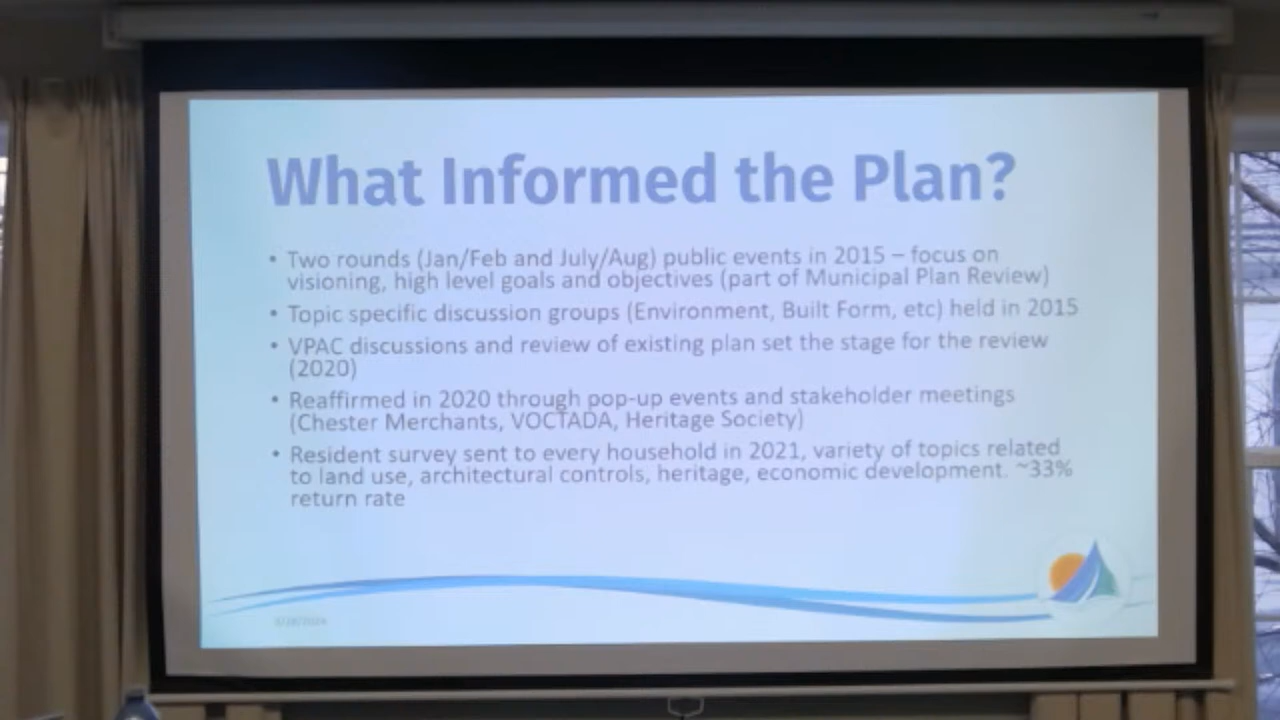 What Informed the Plan?
• Two rounds (Jan/Feb and July/Aug) public events in 2015 – focus on
visioning, high level goals and objectives (part of Municipal Plan Review)
• Topic specific discussion groups (Environment, Built Form, etc) held in 2015
• VPAC discussions and review of existing plan set the stage for the review
(2020)
• Reaffirmed in 2020 through pop-up events and stakeholder meetings
(Chester Merchants, VOCTADA, Heritage Society)
• Resident survey sent to every household in 2021, variety of topics related
to land use, architectural controls, heritage, economic development. ~33%
return rate